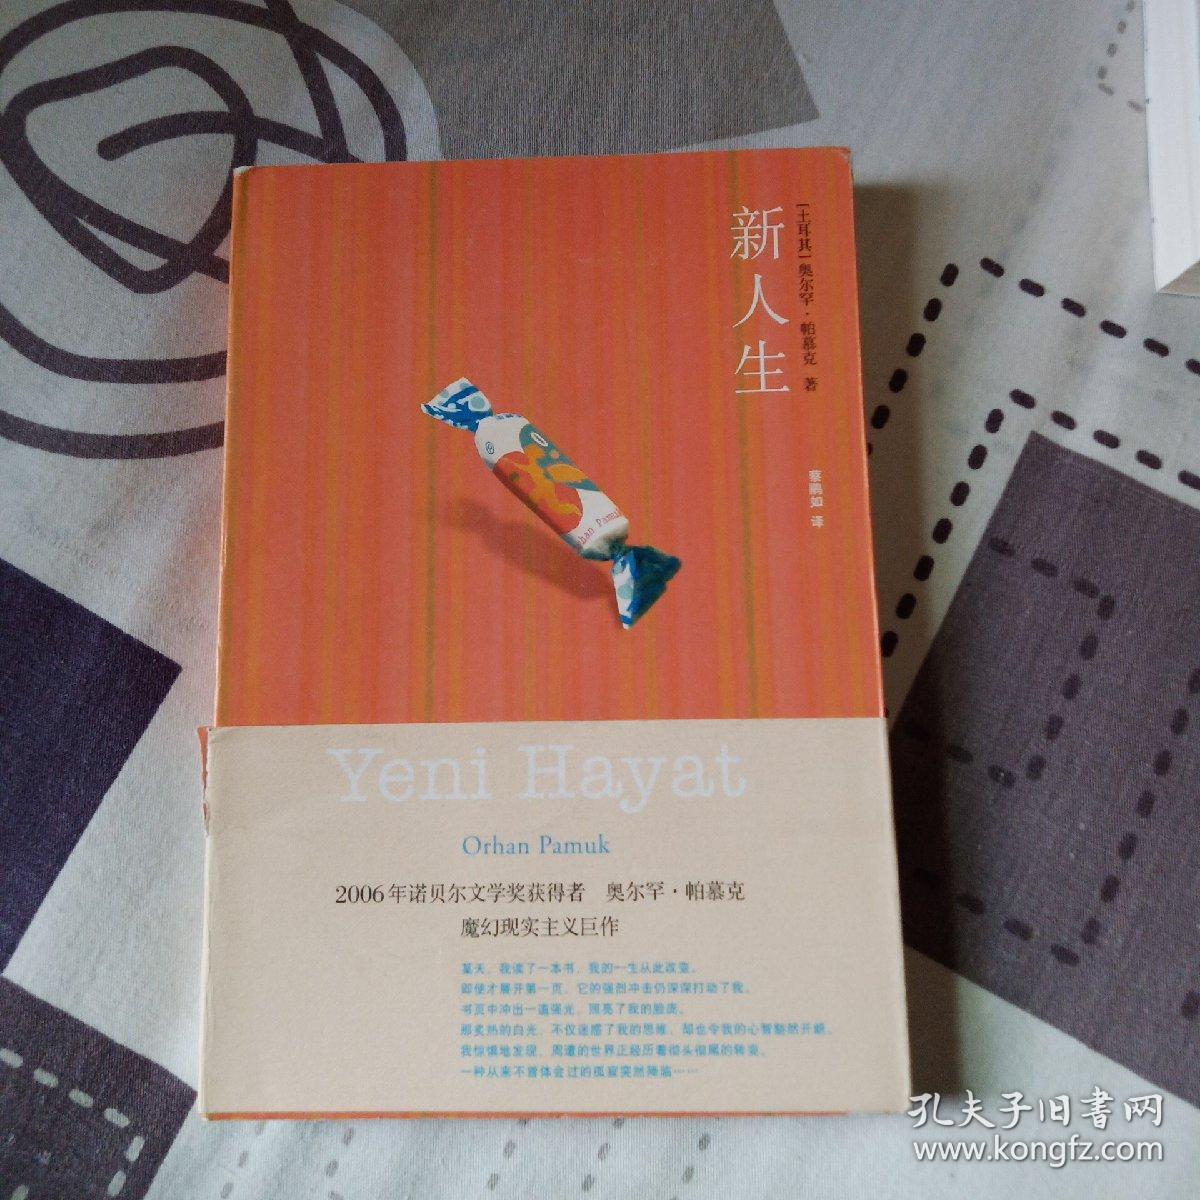 新人生
[土耳其]奥尔罕·帕慕克 著
蔡鹃如 译
Yeni Hayat
Orhan Pamuk
2006年诺贝尔文学奖获得者 奥尔罕·帕慕克
魔幻现实主义巨作
某天，我读了一本书，我的一生从此改变。
即使才展开第一页，它的强烈冲击仍深深打动了我。
书页中冲出一道强光，照亮了我的脸庞。
那炙热的白光，不仅迷惑了我的思维，却也令我的心智豁然开朗。
我惊惧地发现，周遭的世界正经历着彻头彻尾的转变。
一种从来不曾体会过的孤寂突然降临……
孔夫子旧書网
www.kongfz.com